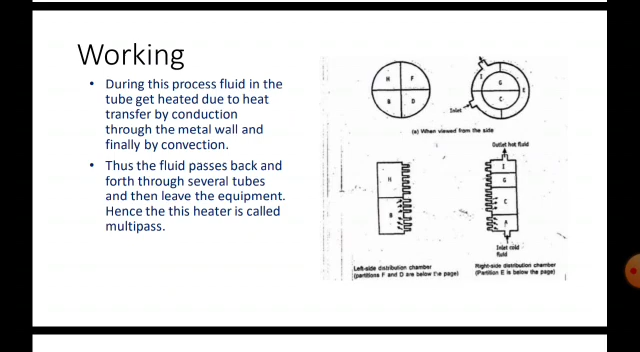 Working
• During this process fluid in the
tube get heated due to heat
transfer by conduction
through the metal wall and
finally by convection.
• Thus the fluid passes back and
forth through several tubes
and then leave the equipment.
Hence the this heater is called
multipass.
H F
B D
I G E
C
Inlet
(a) When viewed from the side
Outlet hot fluid
H
B
I
G
C
A
Inlet cold
fluid
Left-side distribution chamber
(partitions F and D are below the page)
Right-side distribution chamber
(Partition E is below the page)